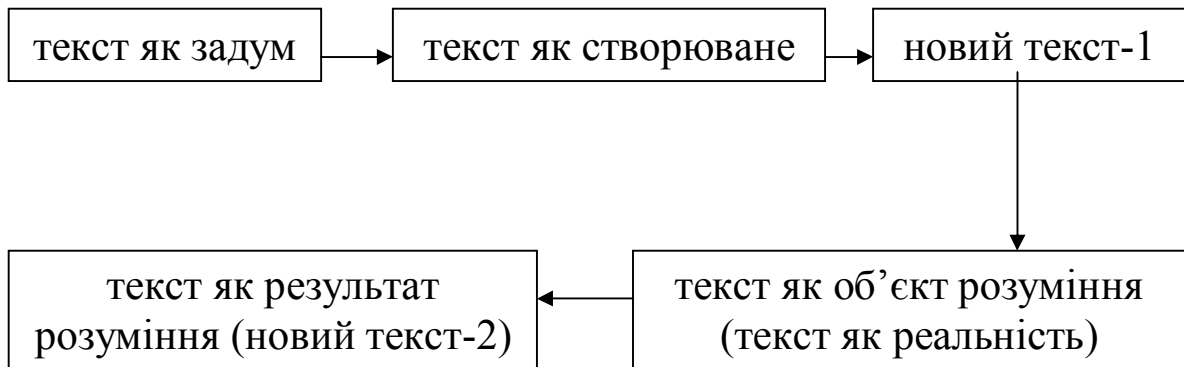 текст як задум
текст як створюване
новий текст-1
текст як об’єкт розуміння
(текст як реальність)
текст як результат
розуміння (новий текст-2)